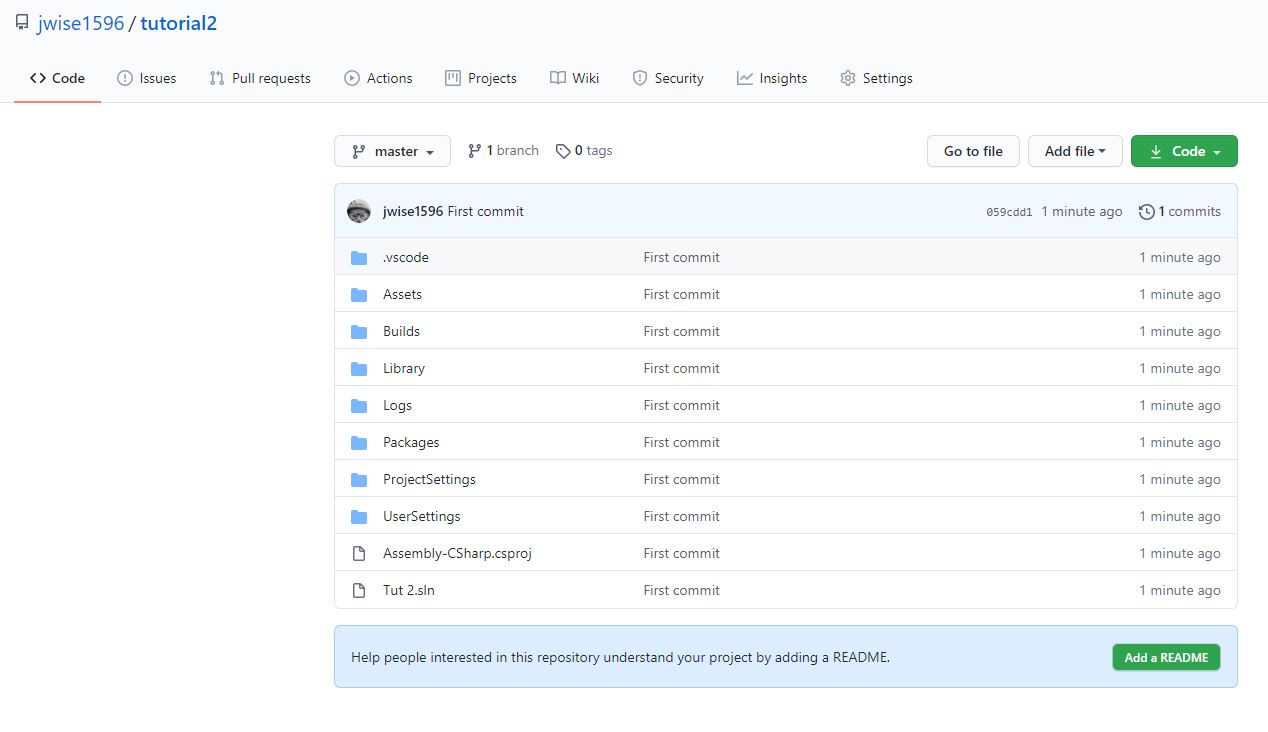 jwise1596 / tutorial2
Code Issues Pull requests Actions Projects Wiki Security Insights Settings
master 1 branch 0 tags Go to file Add file Code
jwise1596 First commit 059cdd1 1 minute ago 1 commits
.vscode First commit 1 minute ago
Assets First commit 1 minute ago
Builds First commit 1 minute ago
Library First commit 1 minute ago
Logs First commit 1 minute ago
Packages First commit 1 minute ago
ProjectSettings First commit 1 minute ago
UserSettings First commit 1 minute ago
Assembly-CSharp.csproj First commit 1 minute ago
Tut 2.sln First commit 1 minute ago
Help people interested in this repository understand your project by adding a README. Add a README